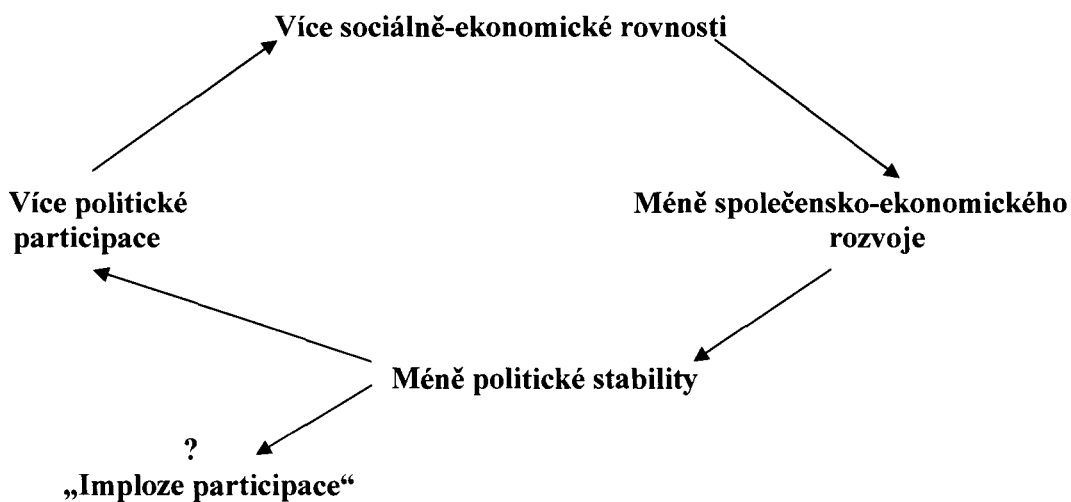 Více sociálně-ekonomické rovnosti
Více politické
participace
Méně společensko-ekonomického
rozvoje
Méně politické stability
?
„Imploze participace“